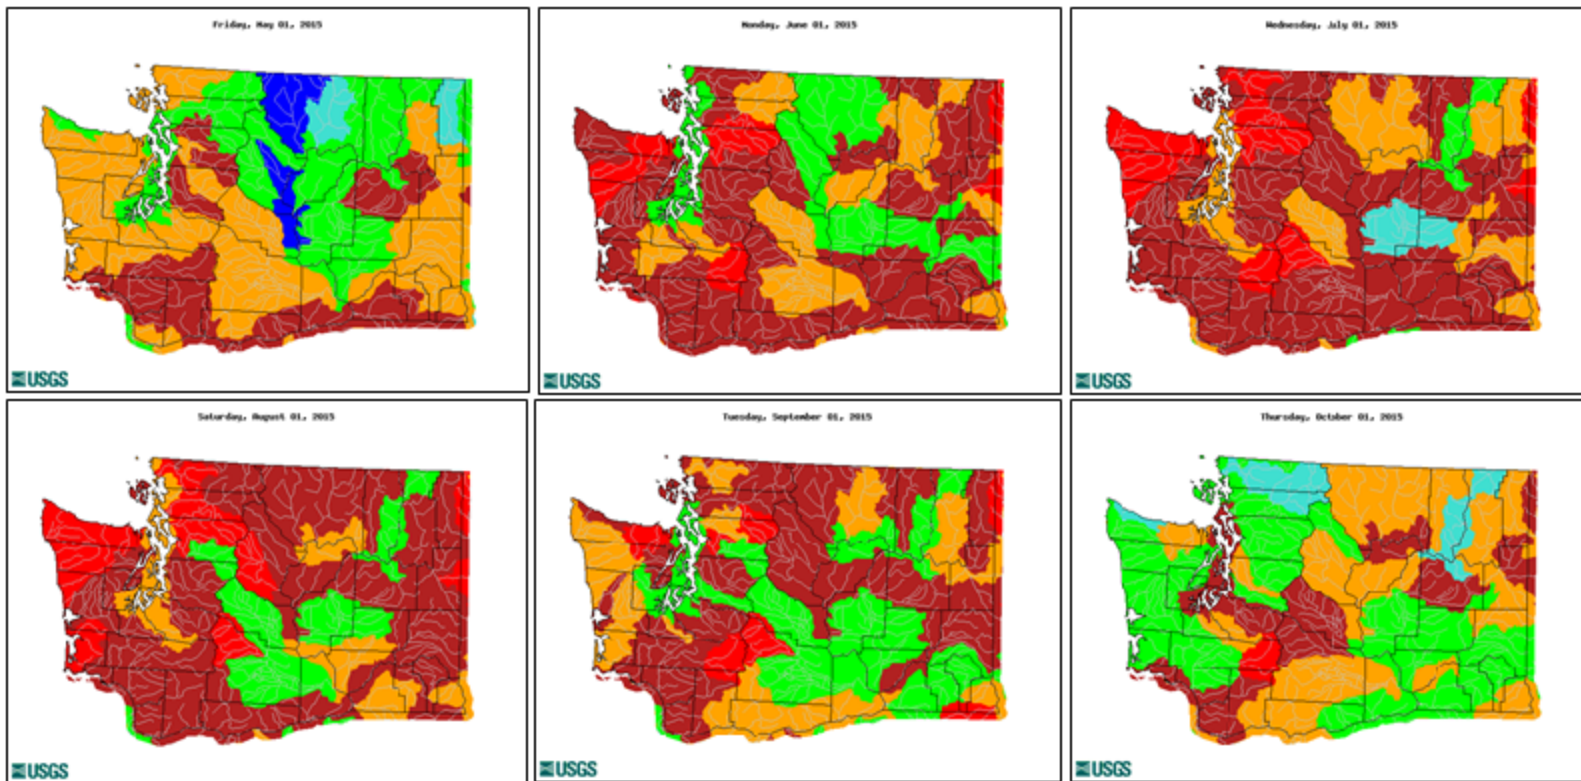 Friday, May 01, 2015
Monday, June 01, 2015
Wednesday, July 01, 2015
USGS
USGS
USGS
Saturday, August 01, 2015
Tuesday, September 01, 2015
Thursday, October 01, 2015
USGS
USGS
USGS